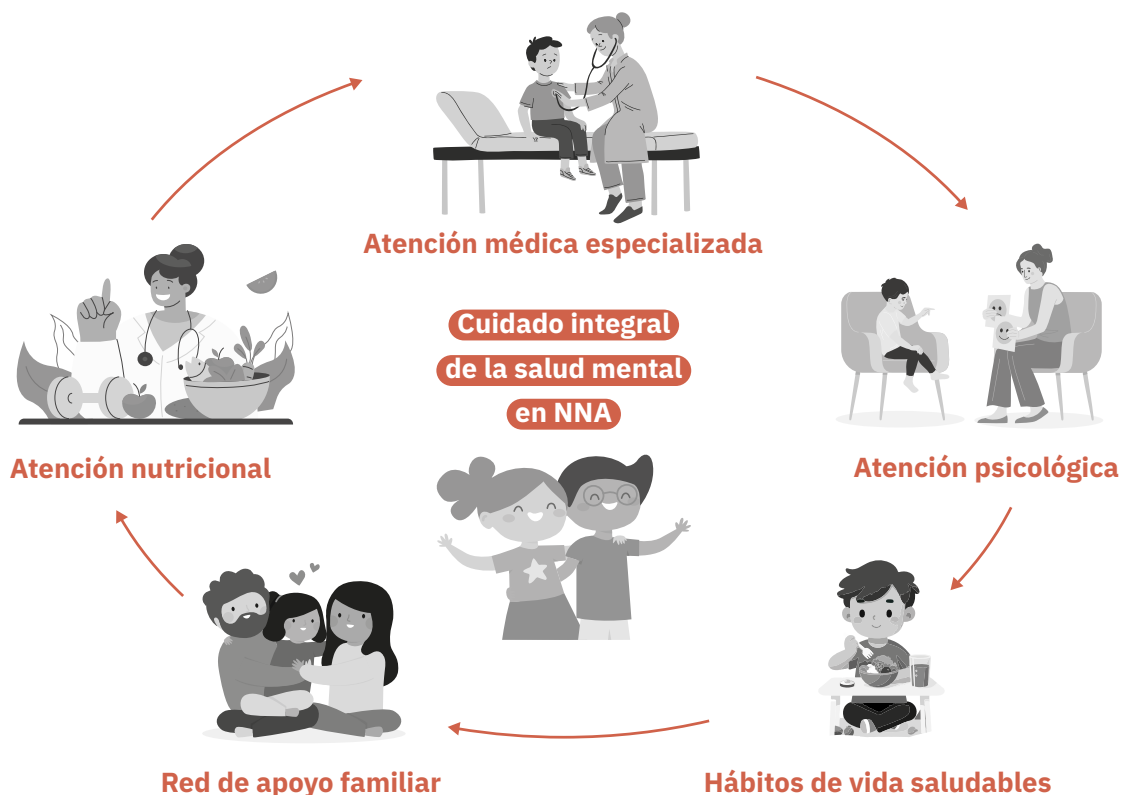 Atención médica especializada
Cuidado integral
de la salud mental
en NNA
Atención nutricional
Atención psicológica
Red de apoyo familiar
Hábitos de vida saludables